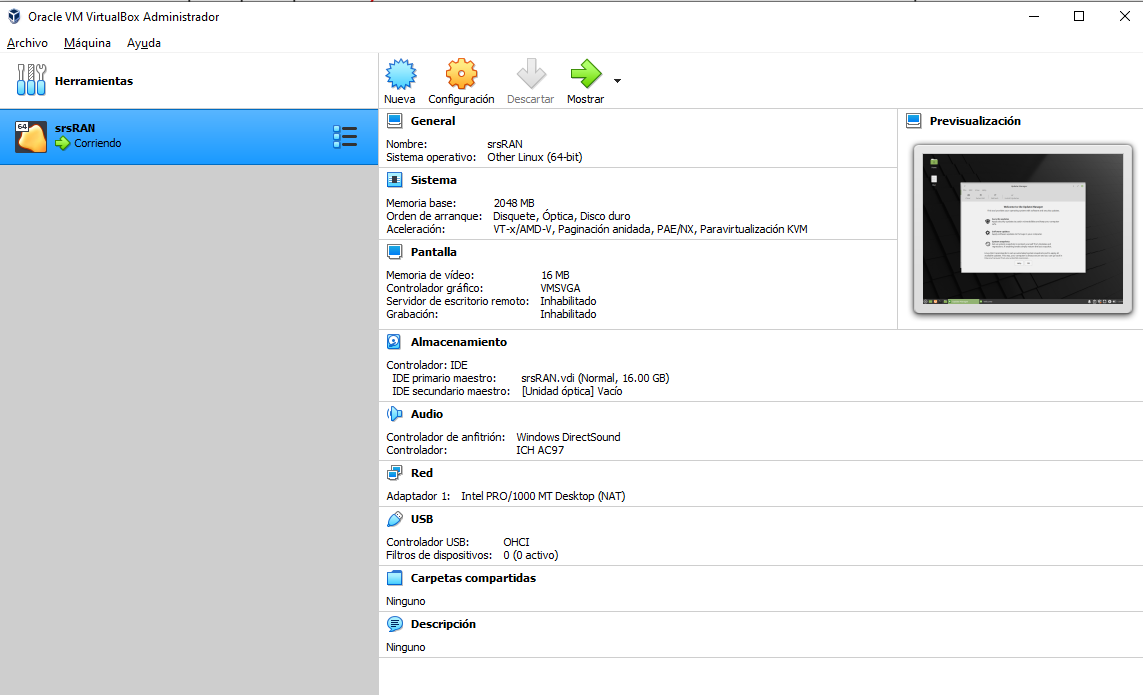 Oracle VM VirtualBox Administrador
Archivo Máquina Ayuda
Herramientas
64
srsRAN
Corriendo
Nueva Configuración Descartar Mostrar
General
Nombre: srsRAN
Sistema operativo: Other Linux (64-bit)
Sistema
Memoria base: 2048 MB
Orden de arranque: Disquete, Óptica, Disco duro
Aceleración: VT-x/AMD-V, Paginación anidada, PAE/NX, Paravirtualización KVM
Pantalla
Memoria de vídeo: 16 MB
Controlador gráfico: VMSVGA
Servidor de escritorio remoto: Inhabilitado
Grabación: Inhabilitado
Previsualización
Almacenamiento
Controlador: IDE
IDE primario maestro: srsRAN.vdi (Normal, 16.00 GB)
IDE secundario maestro: [Unidad óptica] Vacío
Audio
Controlador de anfitrión: Windows DirectSound
Controlador: ICH AC97
Red
Adaptador 1: Intel PRO/1000 MT Desktop (NAT)
USB
Controlador USB: OHCI
Filtros de dispositivos: 0 (0 activo)
Carpetas compartidas
Ninguno
Descripción
Ninguno